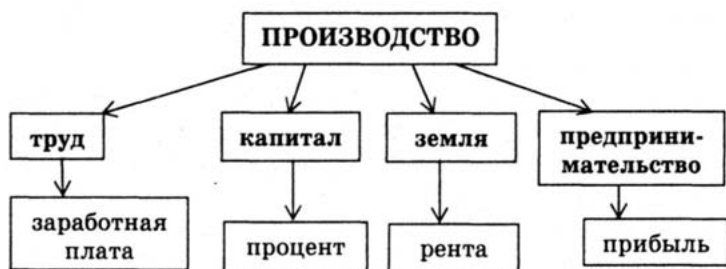 ПРОИЗВОДСТВО
труд
капитал
земля
предприни-
мательство
заработная
плата
процент
рента
прибыль